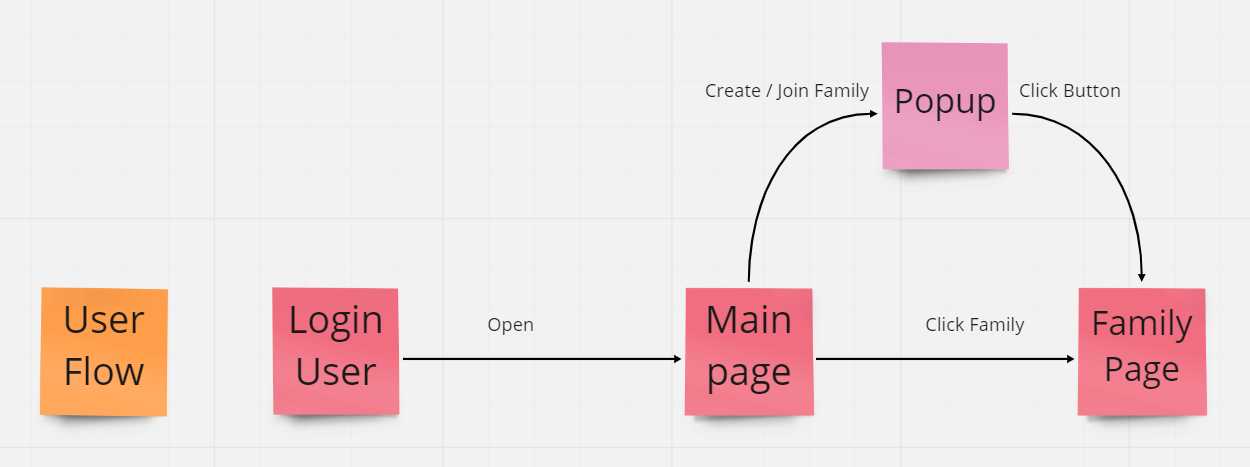 Create / Join Family
Popup
Click Button
User
Flow
Login
User
Open
Main
page
Click Family
Family
Page